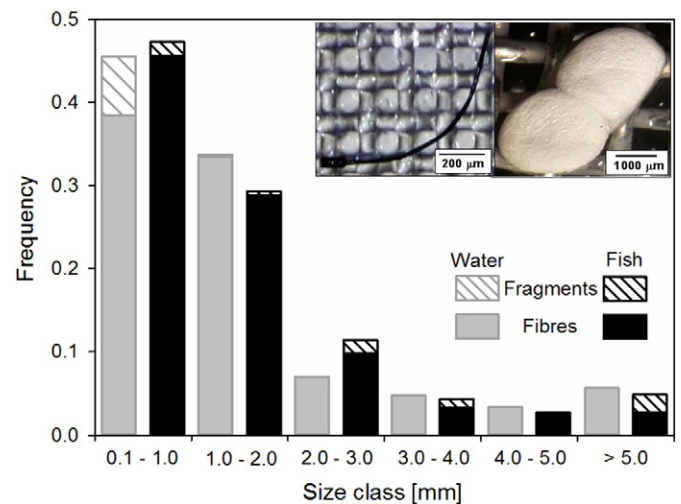 0.5
0.4
0.3
0.2
0.1
0.0
Frequency
200 µm
1000 µm
Water Fish
Fragments
Fibres
0.1 - 1.0 1.0 - 2.0 2.0 - 3.0 3.0 - 4.0 4.0 - 5.0 > 5.0
Size class [mm]